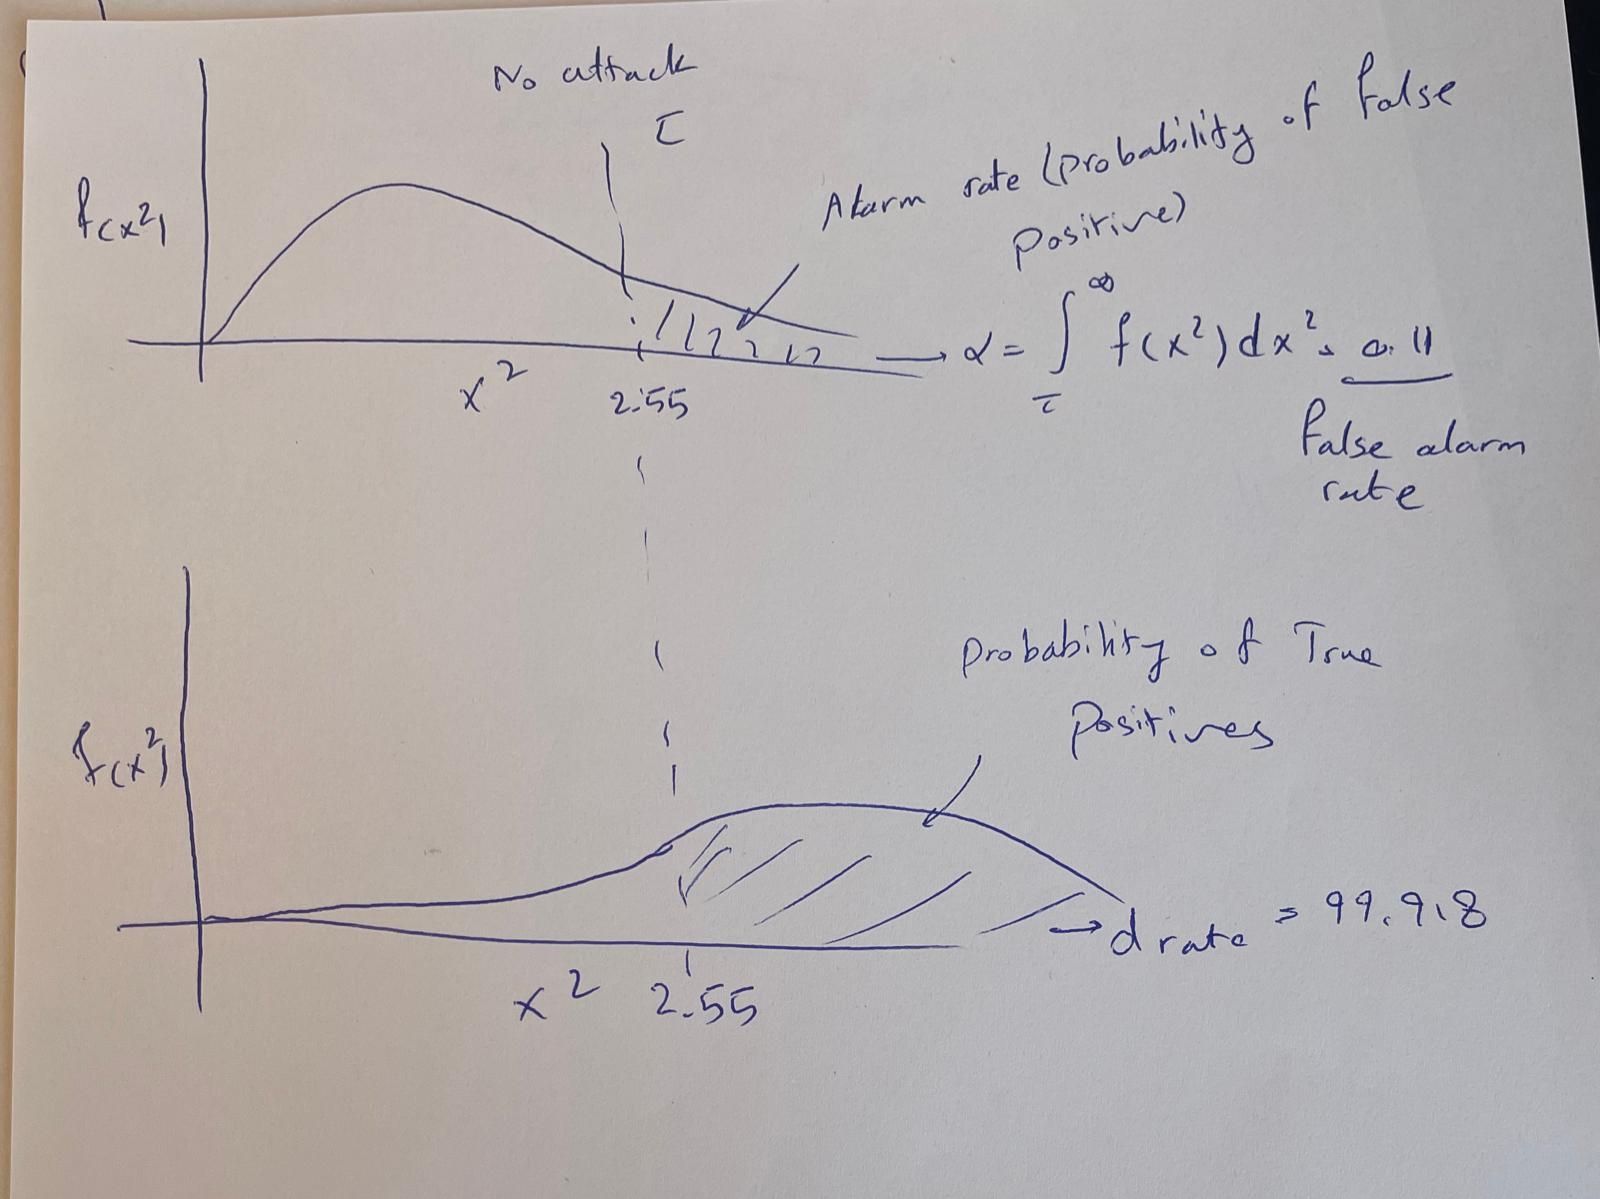 No attack
τ
f(x²)
Alarm rate (probability of false
positive)
α = ∫ τ ∞ f(x²) dx² = 0.11
x²
2.55
false alarm
rate
probability of True
positives
f(x²)
d rate = 99.918
x²
2.55